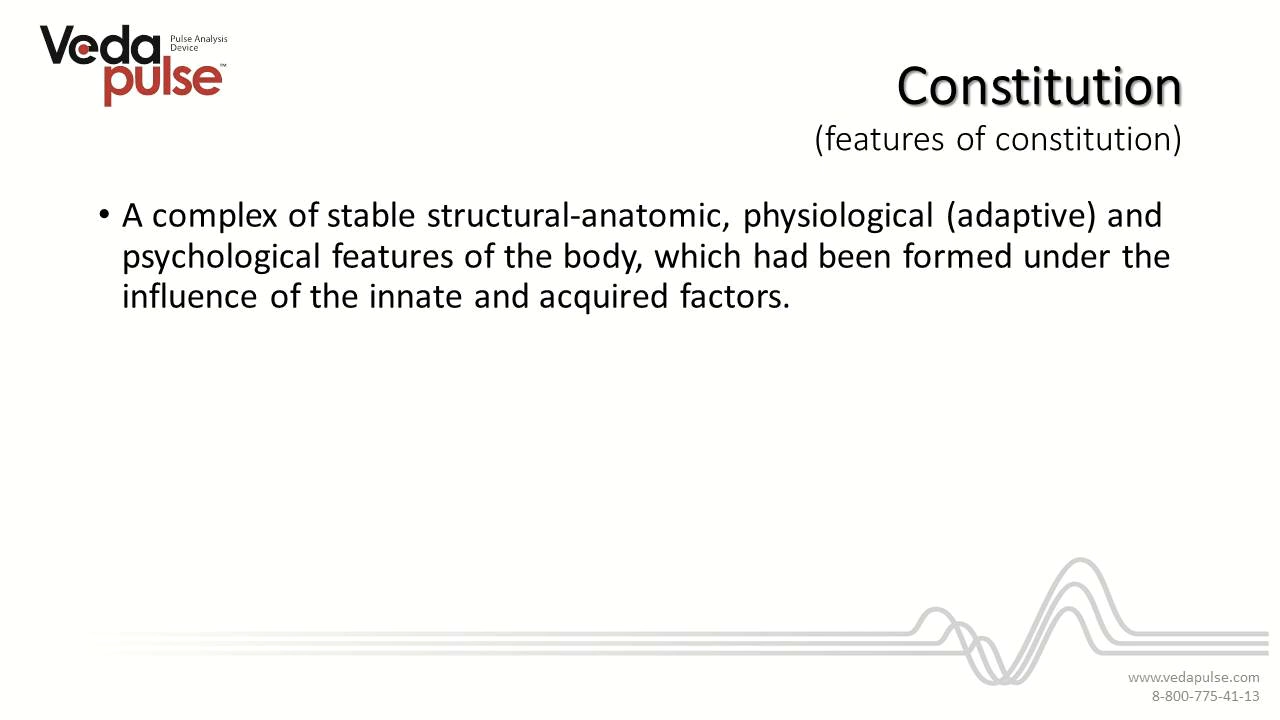 Veda
pulse™
Pulse Analysis
Device
Constitution
(features of constitution)
• A complex of stable structural-anatomic, physiological (adaptive) and
psychological features of the body, which had been formed under the
influence of the innate and acquired factors.
www.vedapulse.com
8-800-775-41-13